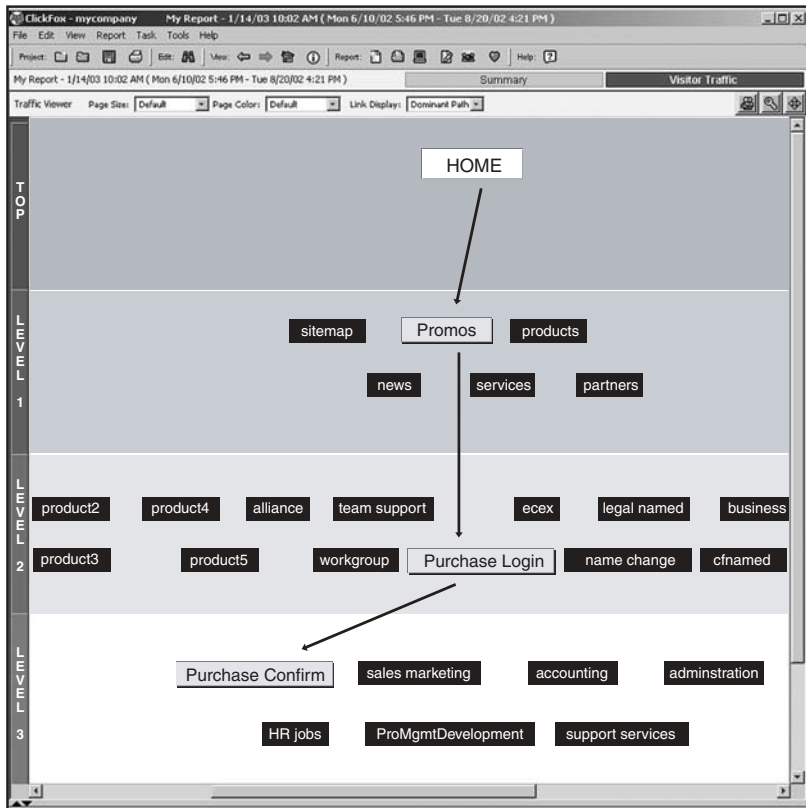 ClickFox - mycompany My Report - 1/14/03 10:02 AM ( Mon 6/10/02 5:46 PM - Tue 8/20/02 4:21 PM )
File Edit View Report Task Tools Help
Project: Edit: View: Report: Help:
My Report - 1/14/03 10:02 AM ( Mon 6/10/02 5:46 PM - Tue 8/20/02 4:21 PM ) Summary Visitor Traffic
Traffic Viewer Page Size: Default Page Color: Default Link Display: Dominant Path
TOP
HOME
LEVEL 1
sitemap Promos products
news services partners
LEVEL 2
product2 product4 alliance team support ecex legal named business
product3 product5 workgroup Purchase Login name change cfnamed
LEVEL 3
Purchase Confirm sales marketing accounting adminstration
HR jobs ProMgmtDevelopment support services